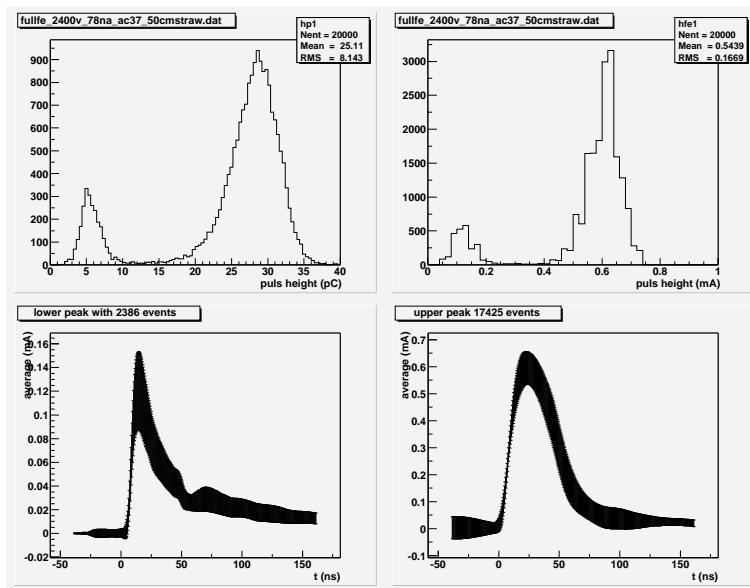 fullfe_2400v_78na_ac37_50cmstraw.dat
hp1
Nent = 20000
Mean = 25.11
RMS = 8.143
900
800
700
600
500
400
300
200
100
0
0 5 10 15 20 25 30 35 40
puls height (pC)
fullfe_2400v_78na_ac37_50cmstraw.dat
hfe1
Nent = 20000
Mean = 0.5439
RMS = 0.1669
3000
2500
2000
1500
1000
500
0
0 0.2 0.4 0.6 0.8 1
puls height (mA)
lower peak with 2386 events
average (mA)
0.16
0.14
0.12
0.1
0.08
0.06
0.04
0.02
0
-0.02
-50 0 50 100 150
t (ns)
upper peak 17425 events
average (mA)
0.7
0.6
0.5
0.4
0.3
0.2
0.1
0
-0.1
-50 0 50 100 150
t (ns)